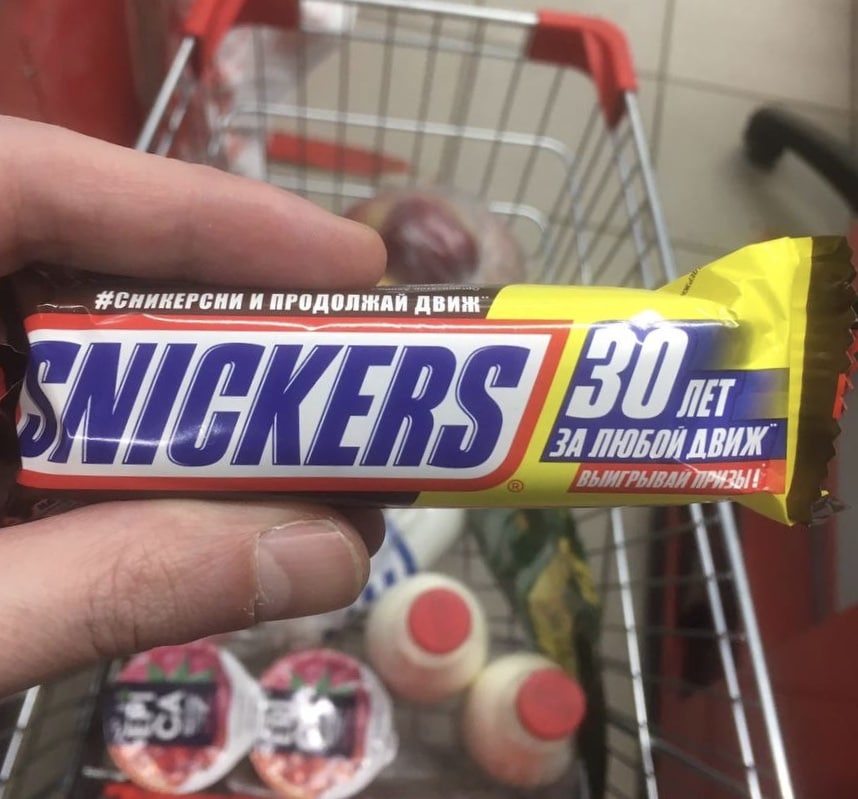 #СНИКЕРСНИ И ПРОДОЛЖАЙ ДВИЖ¨
SNICKERS®
30 ЛЕТ
ЗА ЛЮБОЙ ДВИЖ¨
ВЫИГРЫВАЙ ПРИЗЫ!